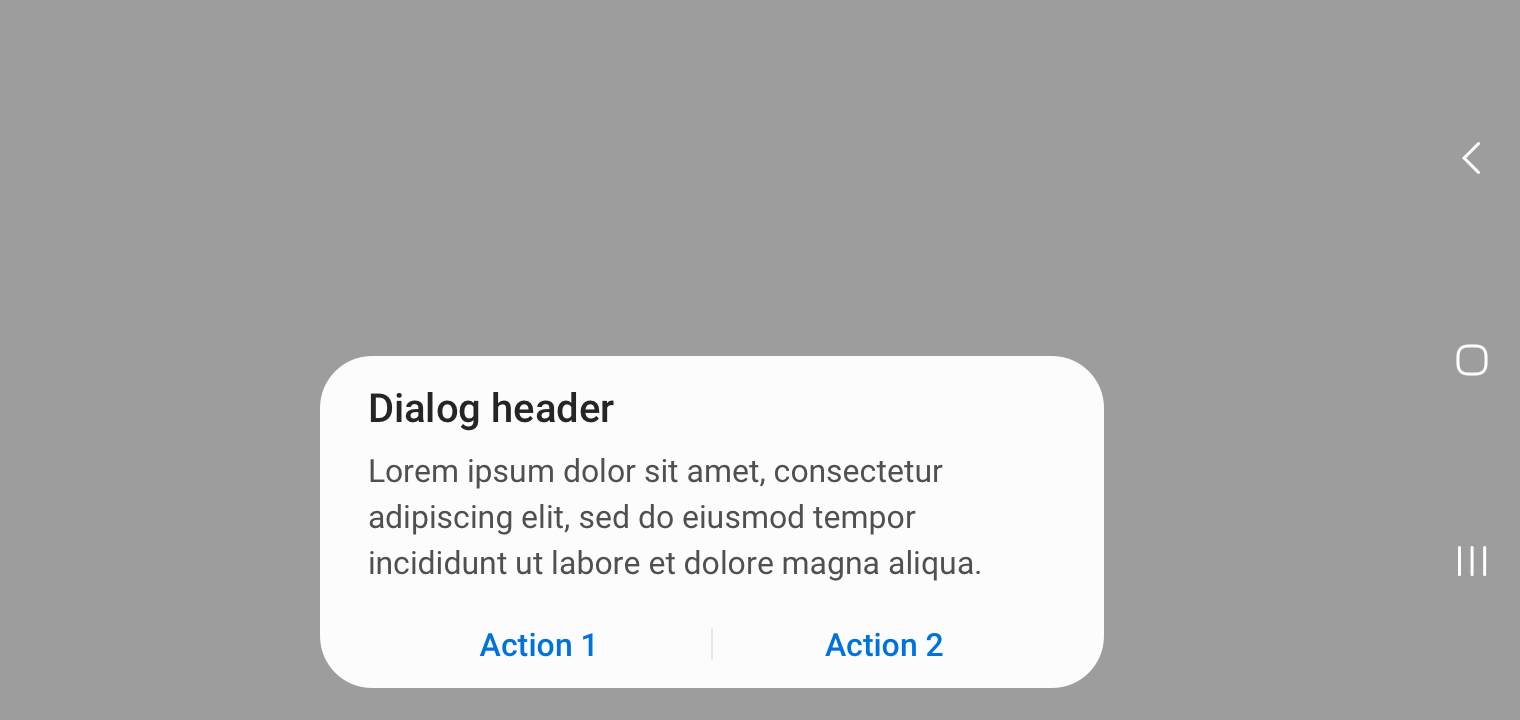 Dialog header
Lorem ipsum dolor sit amet, consectetur
adipiscing elit, sed do eiusmod tempor
incididunt ut labore et dolore magna aliqua.
Action 1
Action 2